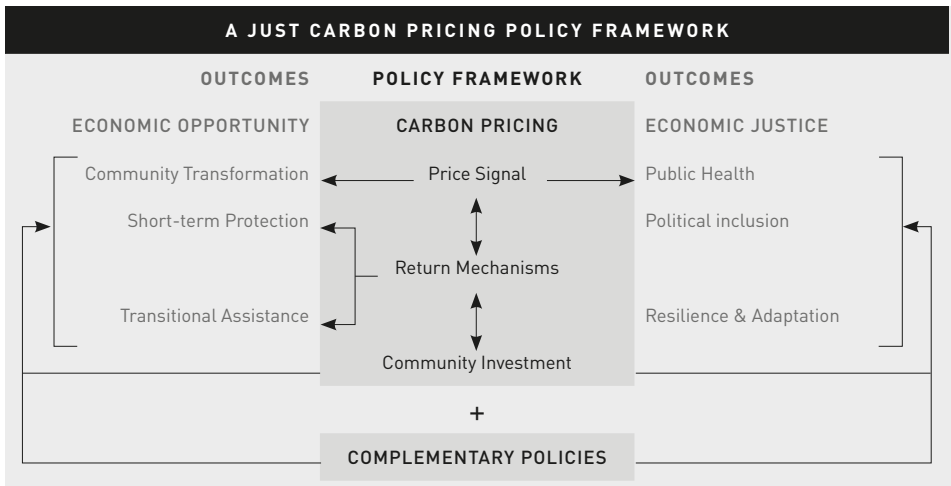 A JUST CARBON PRICING POLICY FRAMEWORK
OUTCOMES POLICY FRAMEWORK OUTCOMES
ECONOMIC OPPORTUNITY CARBON PRICING ECONOMIC JUSTICE
Community Transformation Price Signal Public Health
Short-term Protection Political inclusion
Return Mechanisms
Transitional Assistance Resilience & Adaptation
Community Investment
+
COMPLEMENTARY POLICIES